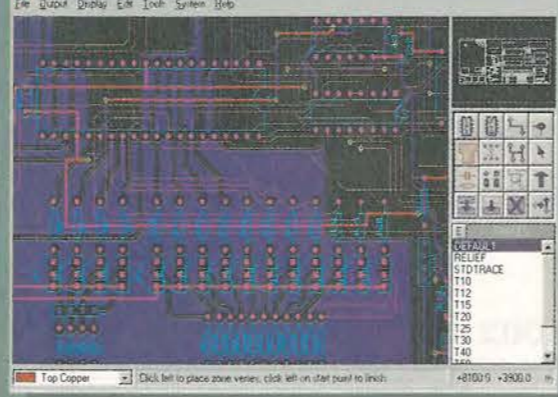 File Output Display Edit Tools System Help
E
DEFAULT
RELIEF
STDTRACE
T10
T12
T15
T20
T25
T30
T40
T50
Top Copper
Click left to place zone vertex, click left on start point to finish
+8100.0 +3900.0